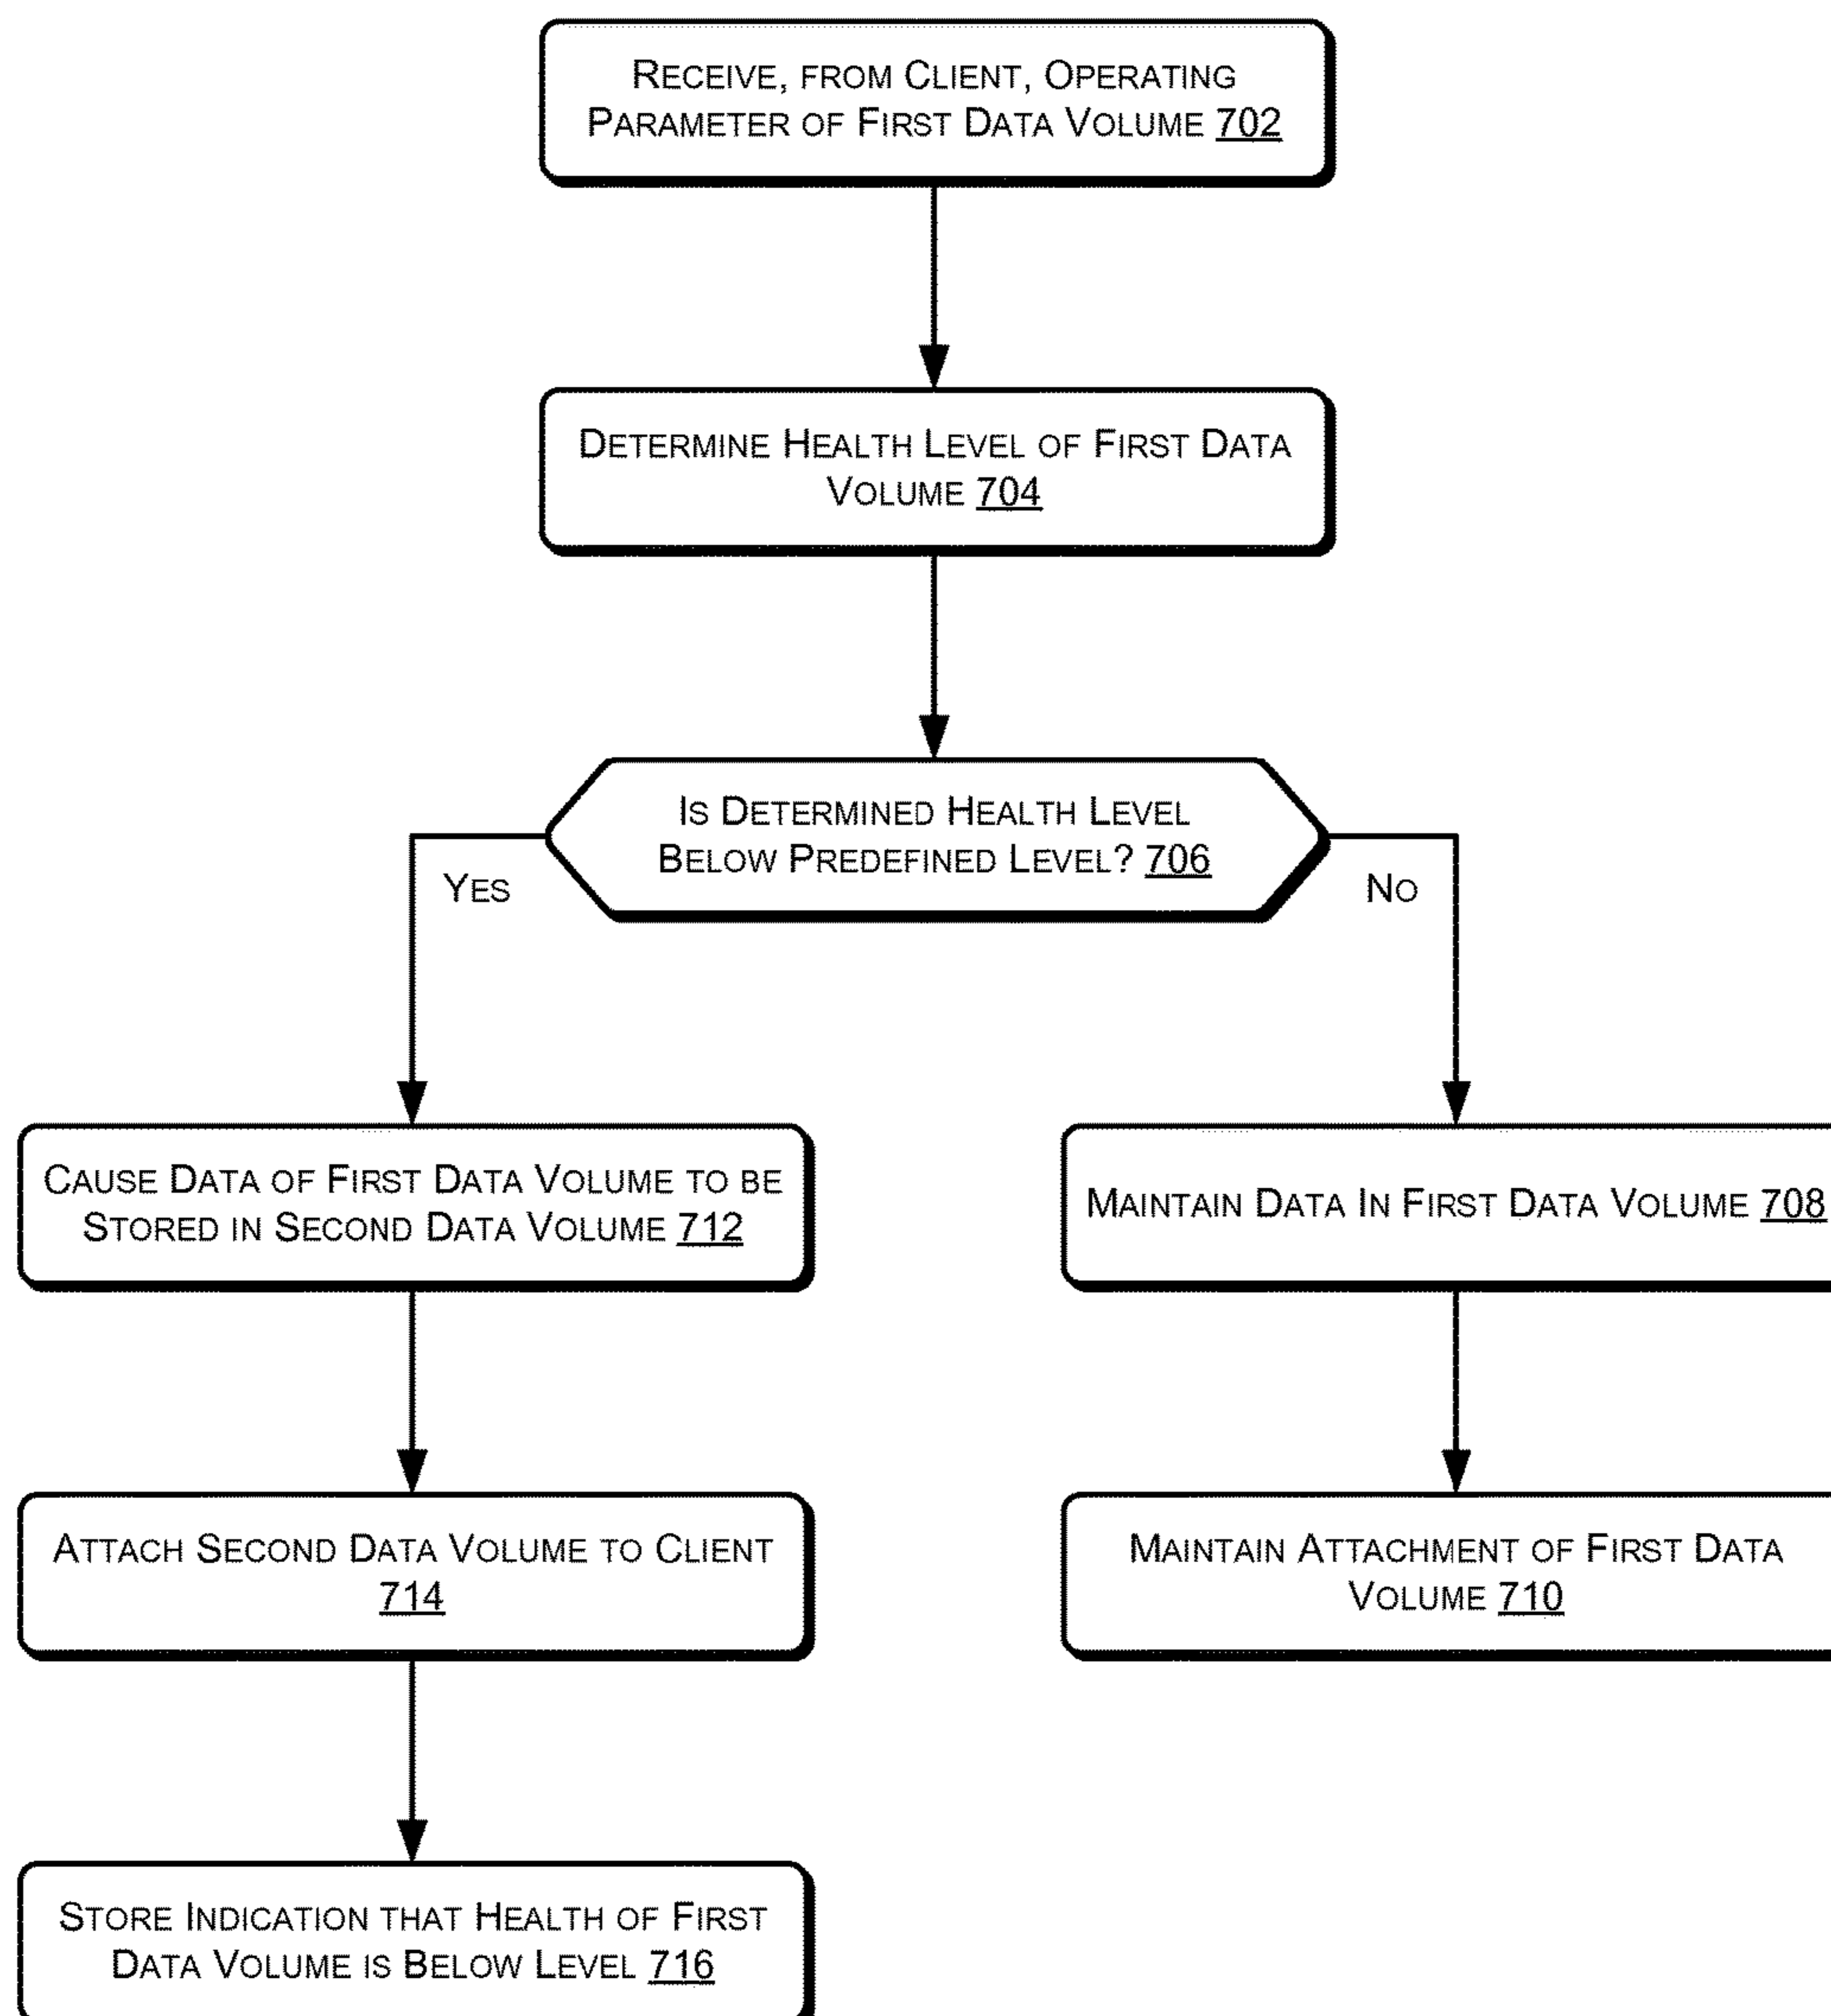 RECEIVE, FROM CLIENT, OPERATING
PARAMETER OF FIRST DATA VOLUME 702
DETERMINE HEALTH LEVEL OF FIRST DATA
VOLUME 704
IS DETERMINED HEALTH LEVEL
BELOW PREDEFINED LEVEL? 706
YES
NO
CAUSE DATA OF FIRST DATA VOLUME TO BE
STORED IN SECOND DATA VOLUME 712
MAINTAIN DATA IN FIRST DATA VOLUME 708
ATTACH SECOND DATA VOLUME TO CLIENT
714
MAINTAIN ATTACHMENT OF FIRST DATA
VOLUME 710
STORE INDICATION THAT HEALTH OF FIRST
DATA VOLUME IS BELOW LEVEL 716